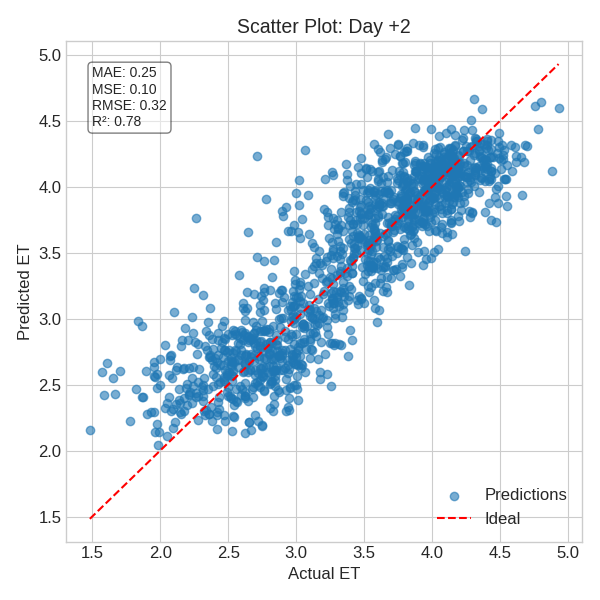 Scatter Plot: Day +2
MAE: 0.25
MSE: 0.10
RMSE: 0.32
R²: 0.78
Predicted ET
5.0
4.5
4.0
3.5
3.0
2.5
2.0
1.5
Predictions
Ideal
1.5 2.0 2.5 3.0 3.5 4.0 4.5 5.0
Actual ET